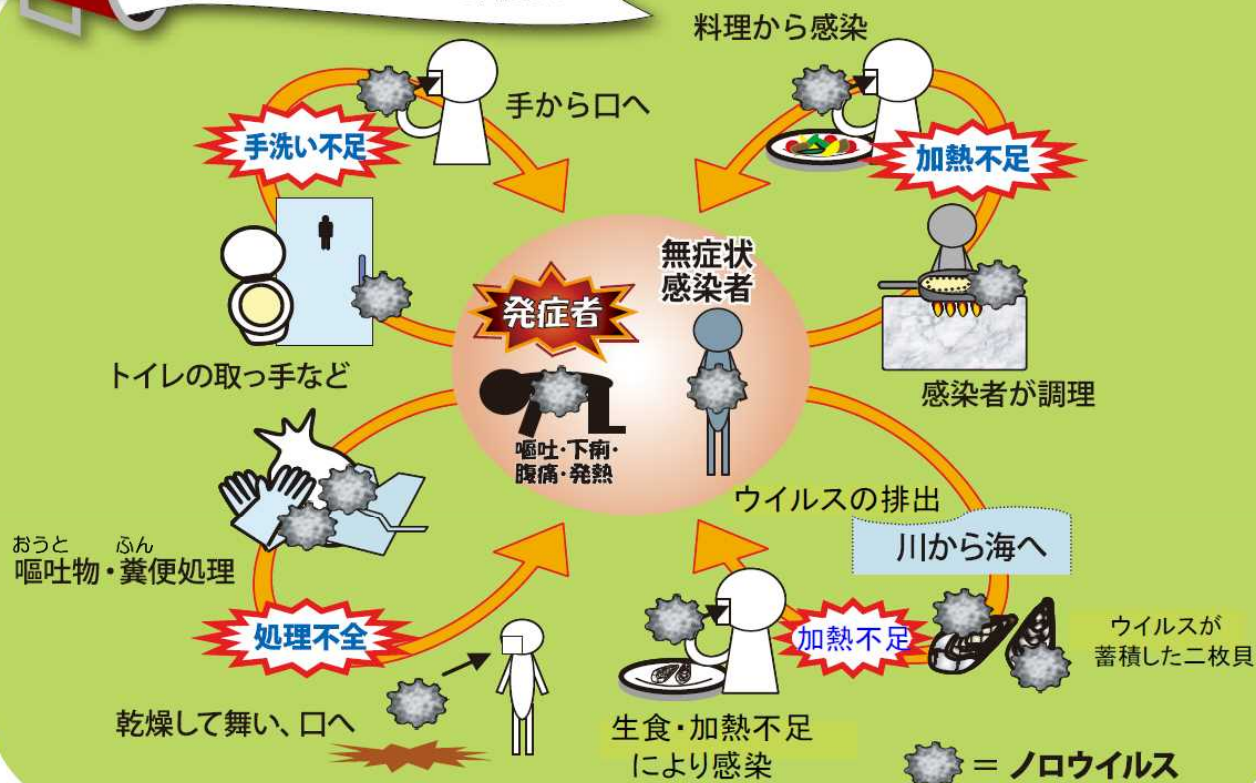 料理から感染
手から口へ
手洗い不足
加熱不足
無症状
感染者
発症者
トイレの取っ手など
感染者が調理
嘔吐・下痢・
腹痛・発熱
ウイルスの排出
川から海へ
おうと ふん
嘔吐物・糞便処理
処理不全
加熱不足
ウイルスが
蓄積した二枚貝
乾燥して舞い、口へ
生食・加熱不足
により感染
= ノロウイルス